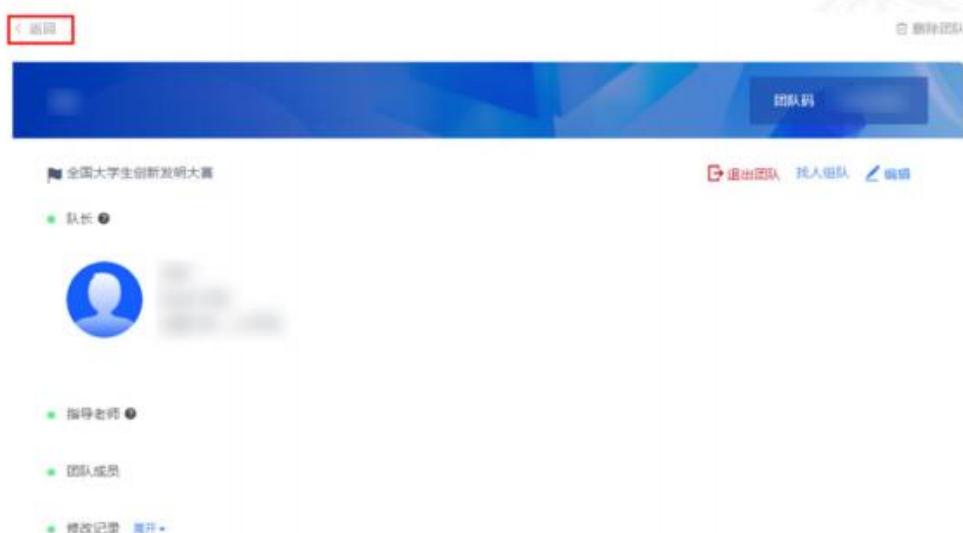 < 返回
删除团队
团队码
全国大学生创新发明大赛
退出团队 找人组队 编辑
队长
指导老师
团队成员
修改记录 展开